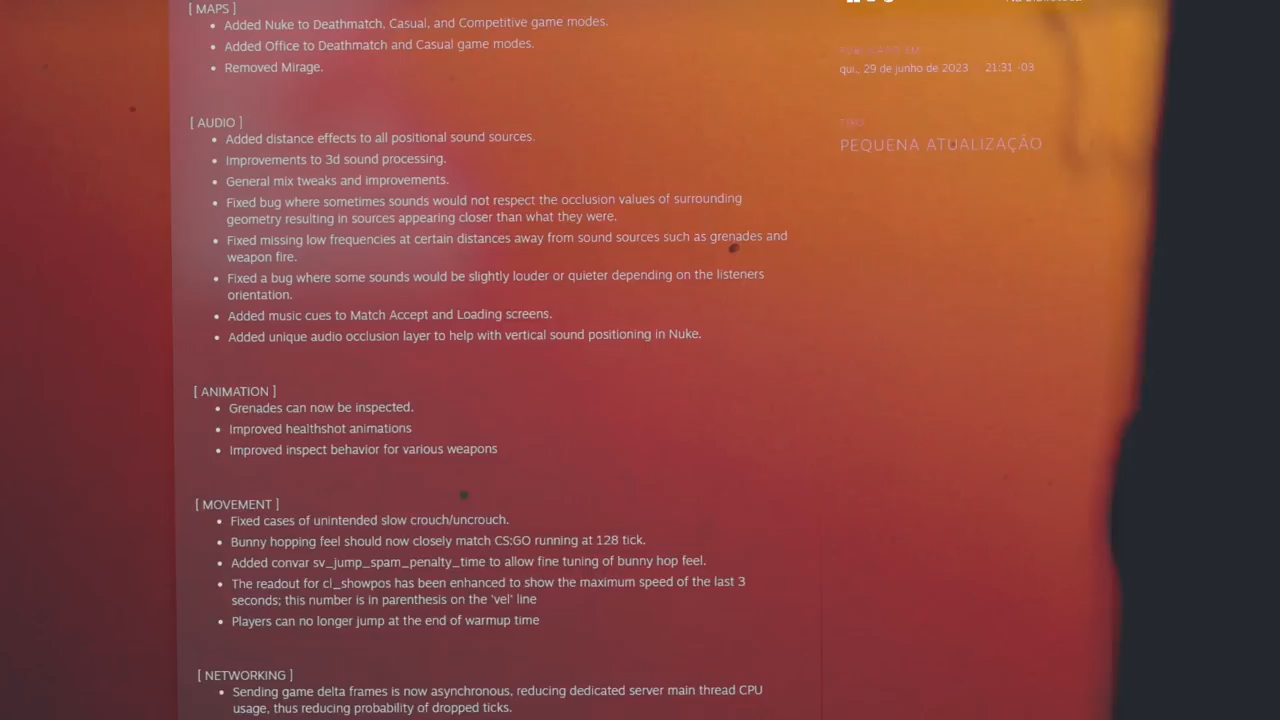 [ MAPS ]
• Added Nuke to Deathmatch, Casual, and Competitive game modes.
• Added Office to Deathmatch and Casual game modes.
• Removed Mirage.
[ AUDIO ]
• Added distance effects to all positional sound sources.
• Improvements to 3d sound processing.
• General mix tweaks and improvements.
• Fixed bug where sometimes sounds would not respect the occlusion values of surrounding
geometry resulting in sources appearing closer than what they were.
• Fixed missing low frequencies at certain distances away from sound sources such as grenades and
weapon fire.
• Fixed a bug where some sounds would be slightly louder or quieter depending on the listeners
orientation.
• Added music cues to Match Accept and Loading screens.
• Added unique audio occlusion layer to help with vertical sound positioning in Nuke.
[ ANIMATION ]
• Grenades can now be inspected.
• Improved healthshot animations
• Improved inspect behavior for various weapons
[ MOVEMENT ]
• Fixed cases of unintended slow crouch/uncrouch.
• Bunny hopping feel should now closely match CS:GO running at 128 tick.
• Added convar sv_jump_spam_penalty_time to allow fine tuning of bunny hop feel.
• The readout for cl_showpos has been enhanced to show the maximum speed of the last 3
seconds; this number is in parenthesis on the 'vel' line
• Players can no longer jump at the end of warmup time
[ NETWORKING ]
• Sending game delta frames is now asynchronous, reducing dedicated server main thread CPU
usage, thus reducing probability of dropped ticks.
PUBLICADO EM
qui., 29 de junho de 2023 21:31 -03
TIPO
PEQUENA ATUALIZAÇÃO